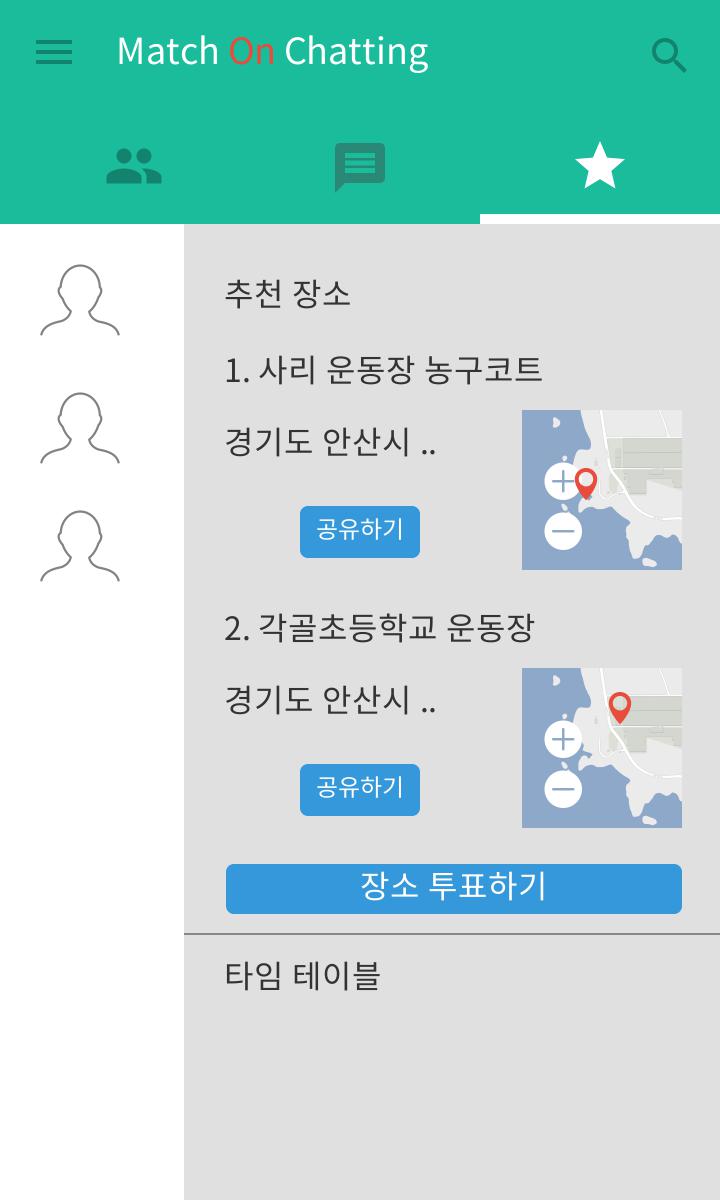 Match On Chatting
추천 장소
1. 사리 운동장 농구코트
경기도 안산시 ..
공유하기
2. 각골초등학교 운동장
경기도 안산시 ..
공유하기
장소 투표하기
타임 테이블